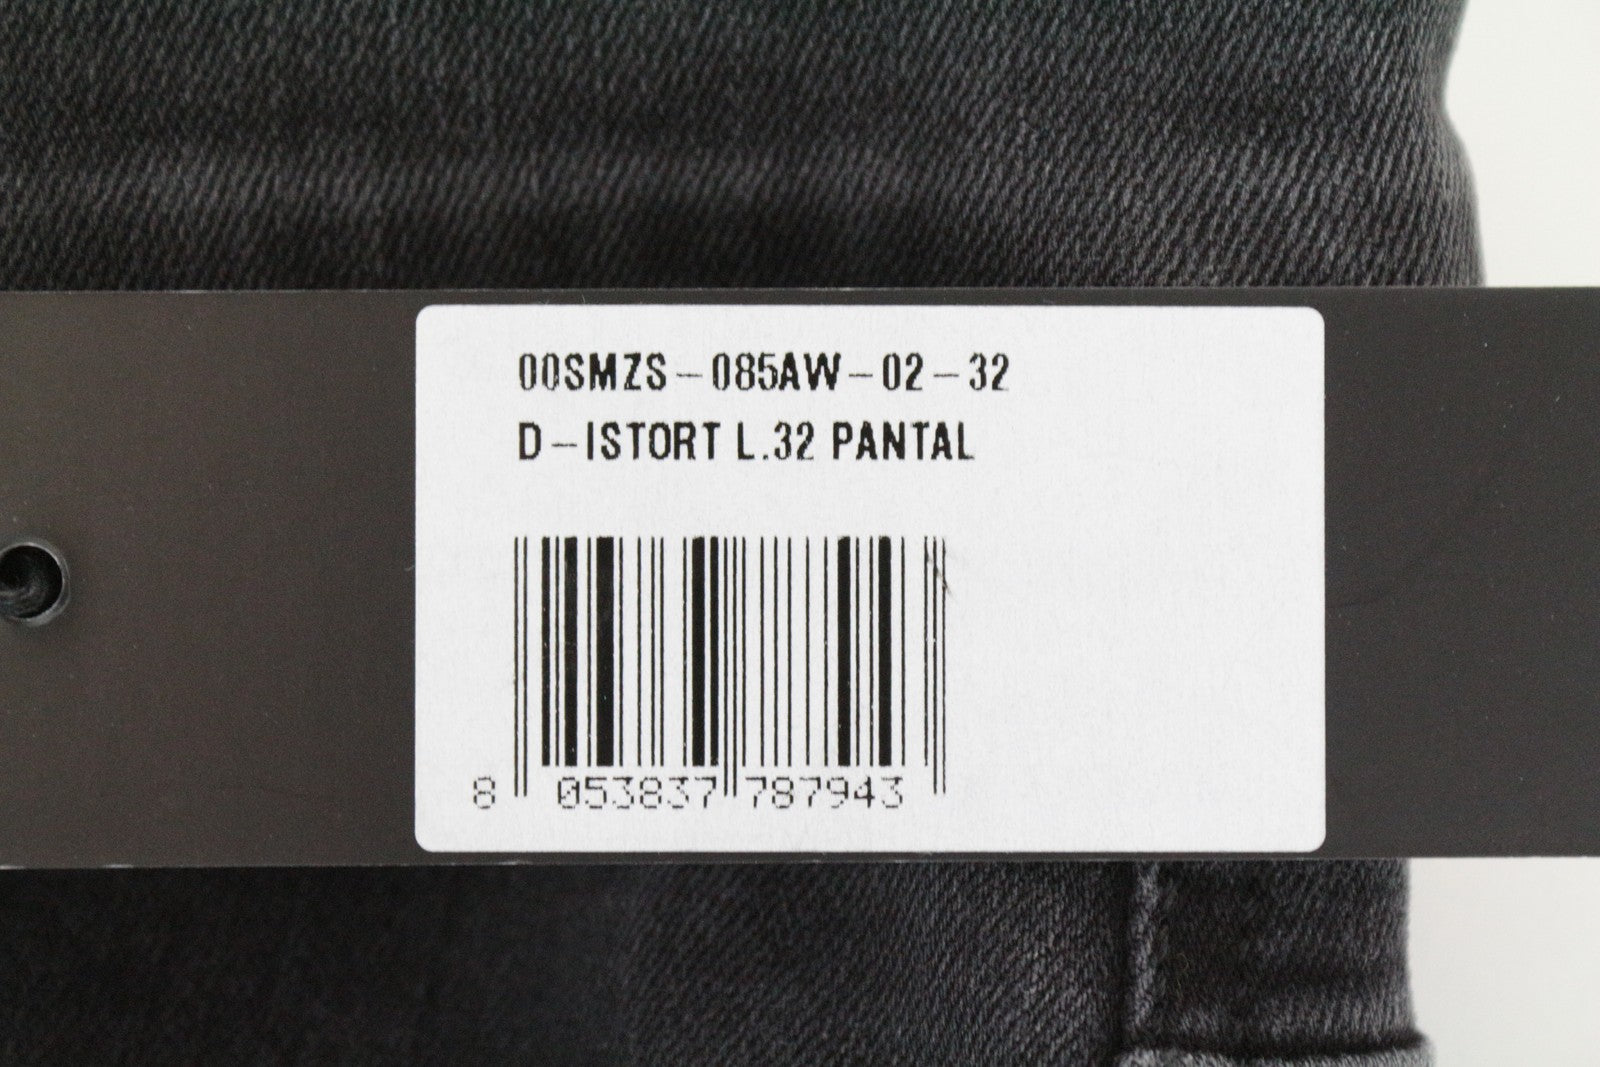 00SMZS-085AW-02-32
D-ISTORT L.32 PANTAL
8 053837 787943